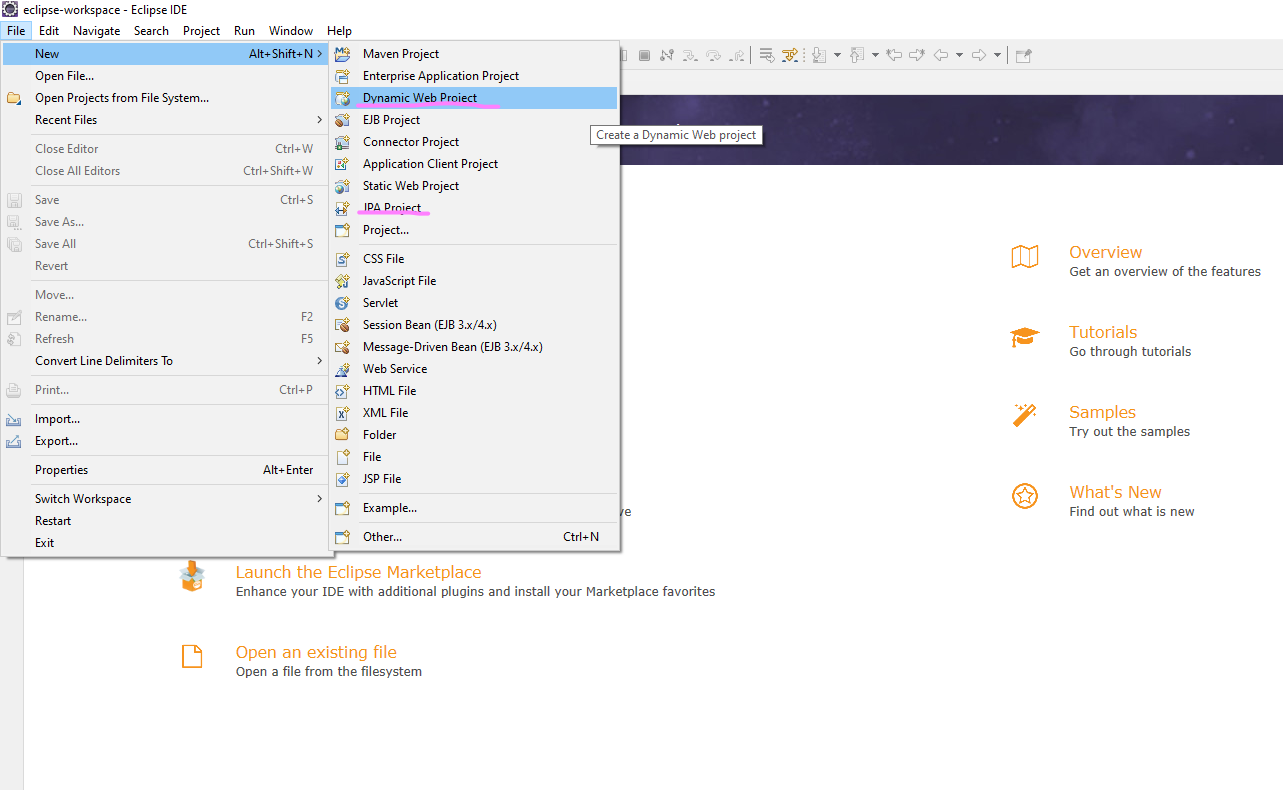 eclipse-workspace - Eclipse IDE
File Edit Navigate Search Project Run Window Help
New Alt+Shift+N
Open File...
Open Projects from File System...
Recent Files
Close Editor Ctrl+W
Close All Editors Ctrl+Shift+W
Save Ctrl+S
Save As...
Save All Ctrl+Shift+S
Revert
Move...
Rename... F2
Refresh F5
Convert Line Delimiters To
Print... Ctrl+P
Import...
Export...
Properties Alt+Enter
Switch Workspace
Restart
Exit
Maven Project
Enterprise Application Project
Dynamic Web Project
EJB Project
Connector Project
Application Client Project
Static Web Project
JPA Project
Project...
CSS File
JavaScript File
Servlet
Session Bean (EJB 3.x/4.x)
Message-Driven Bean (EJB 3.x/4.x)
Web Service
HTML File
XML File
Folder
File
JSP File
Example...
Other... Ctrl+N
Create a Dynamic Web project
ve
Launch the Eclipse Marketplace
Enhance your IDE with additional plugins and install your Marketplace favorites
Open an existing file
Open a file from the filesystem
Overview
Get an overview of the features
Tutorials
Go through tutorials
Samples
Try out the samples
What's New
Find out what is new